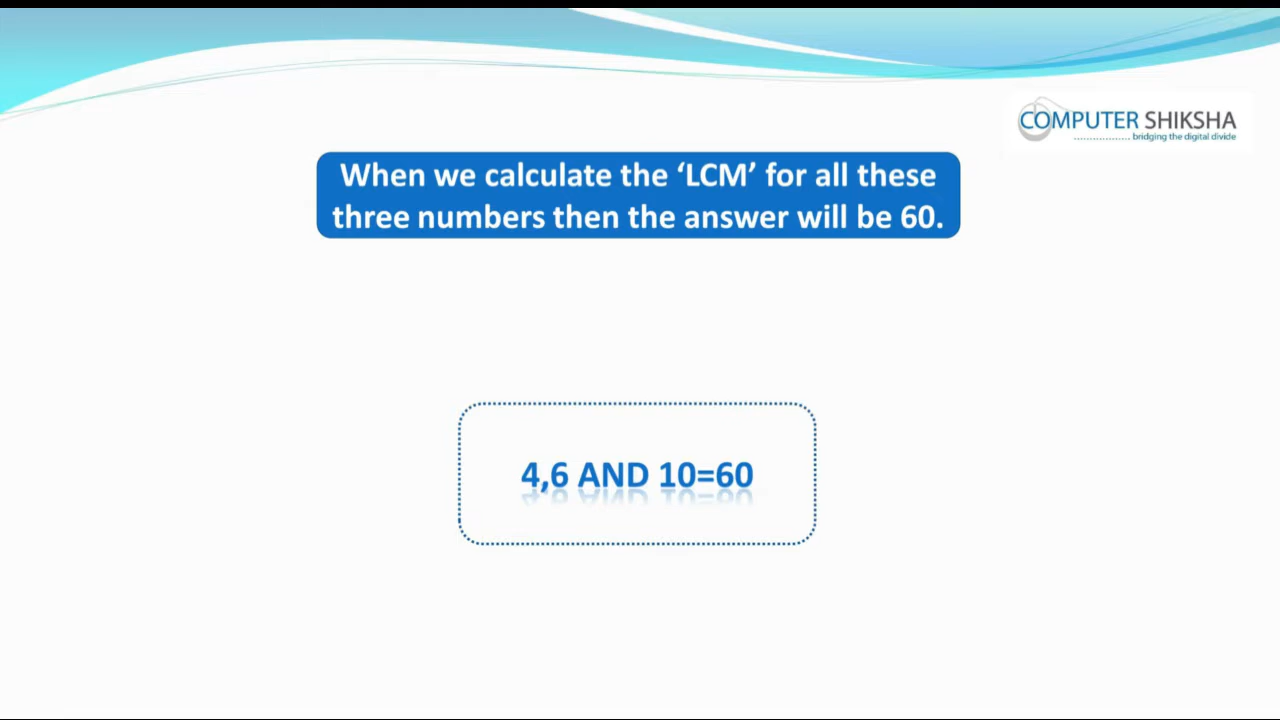 COMPUTER SHIKSHA
................. bridging the digital divide
When we calculate the ‘LCM’ for all these
three numbers then the answer will be 60.
4,6 AND 10=60